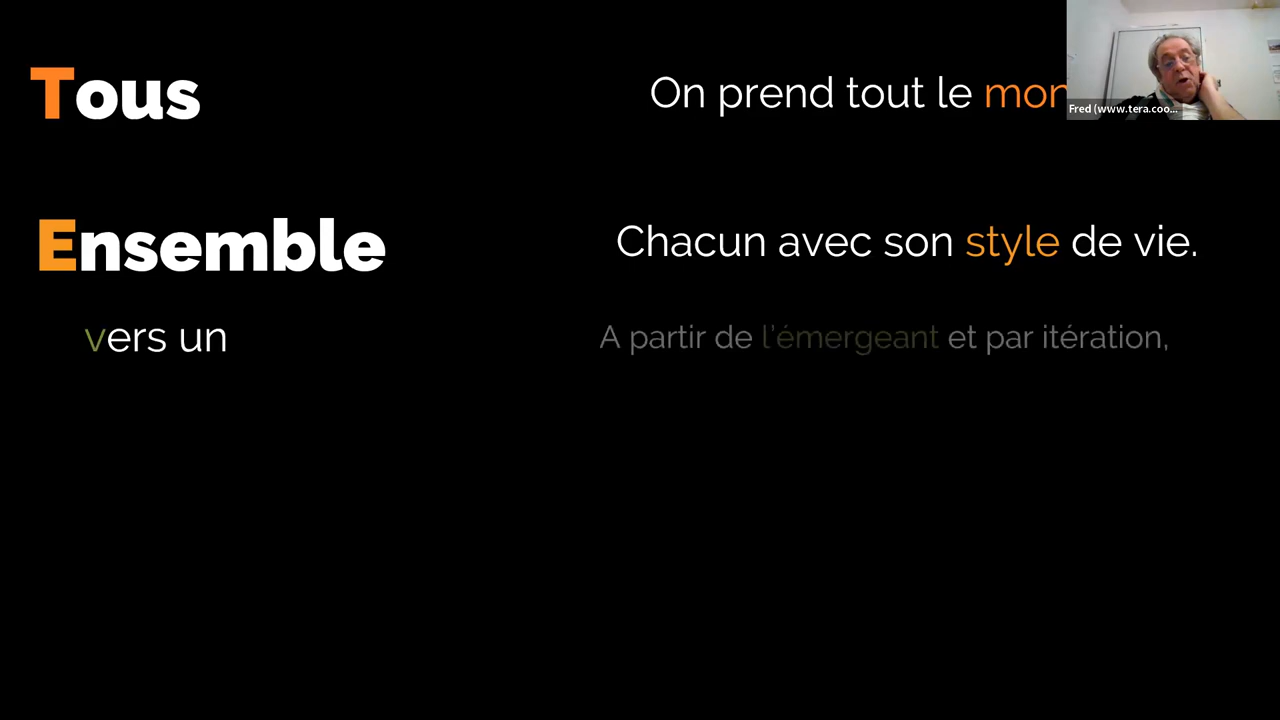 Tous
On prend tout le mon
Fred (www.tera.coo...
Ensemble
Chacun avec son style de vie.
vers un
A partir de l'émergeant et par itération,